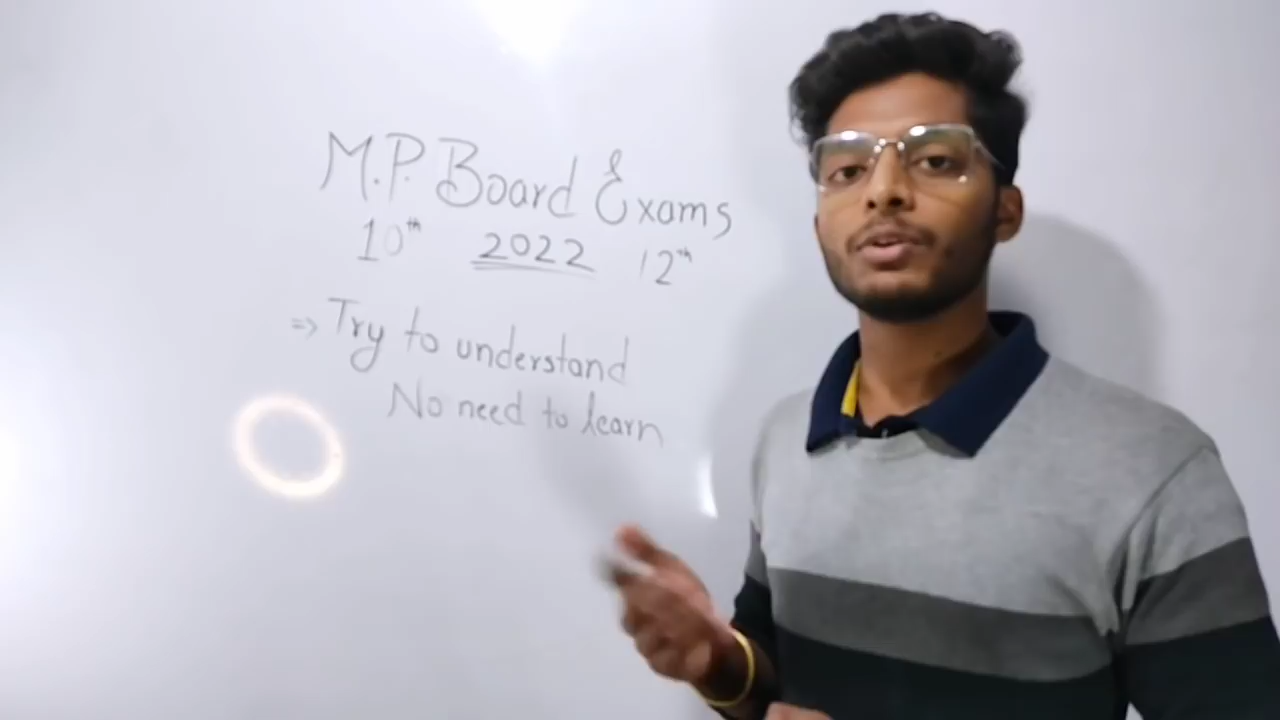 M.P. Board Exams
10th 2022 12th
⇒ Try to understand
No need to learn